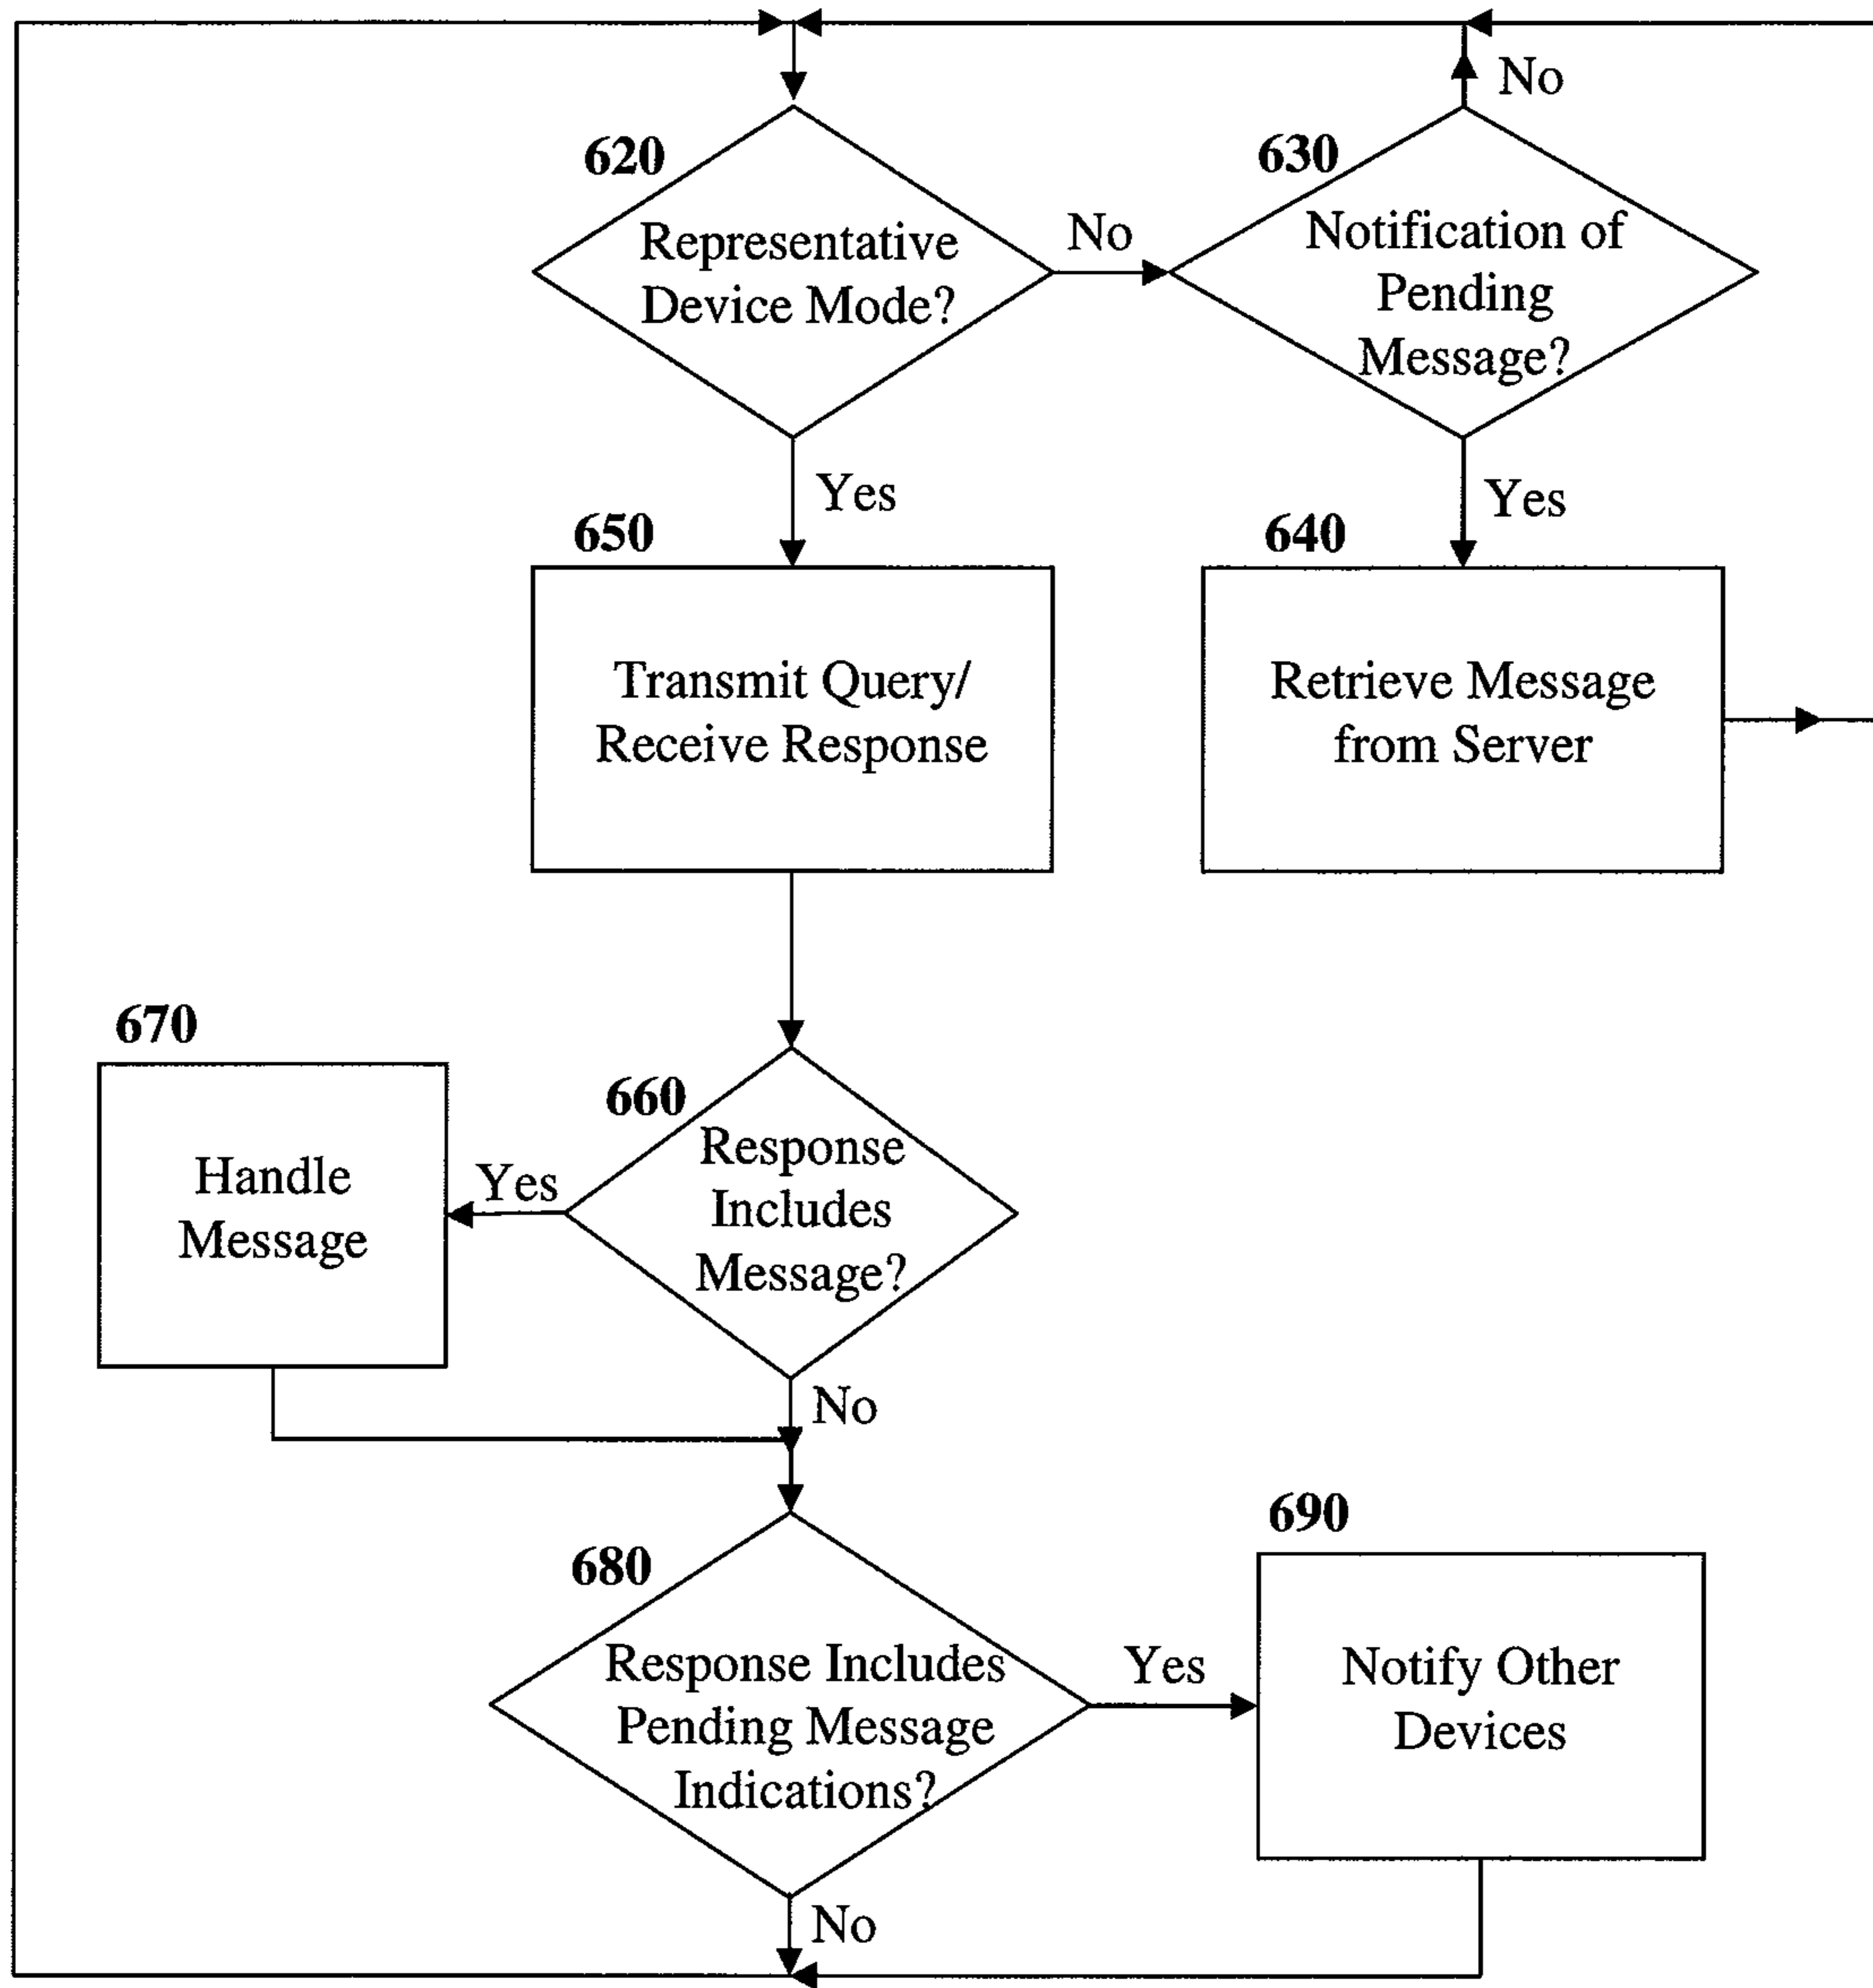 No
620
630
Representative
Device Mode?
No
Notification of
Pending
Message?
Yes
Yes
650
640
Transmit Query/
Receive Response
Retrieve Message
from Server
670
660
Handle
Message
Yes
Response
Includes
Message?
No
680
690
Response Includes
Pending Message
Indications?
Yes
Notify Other
Devices
No